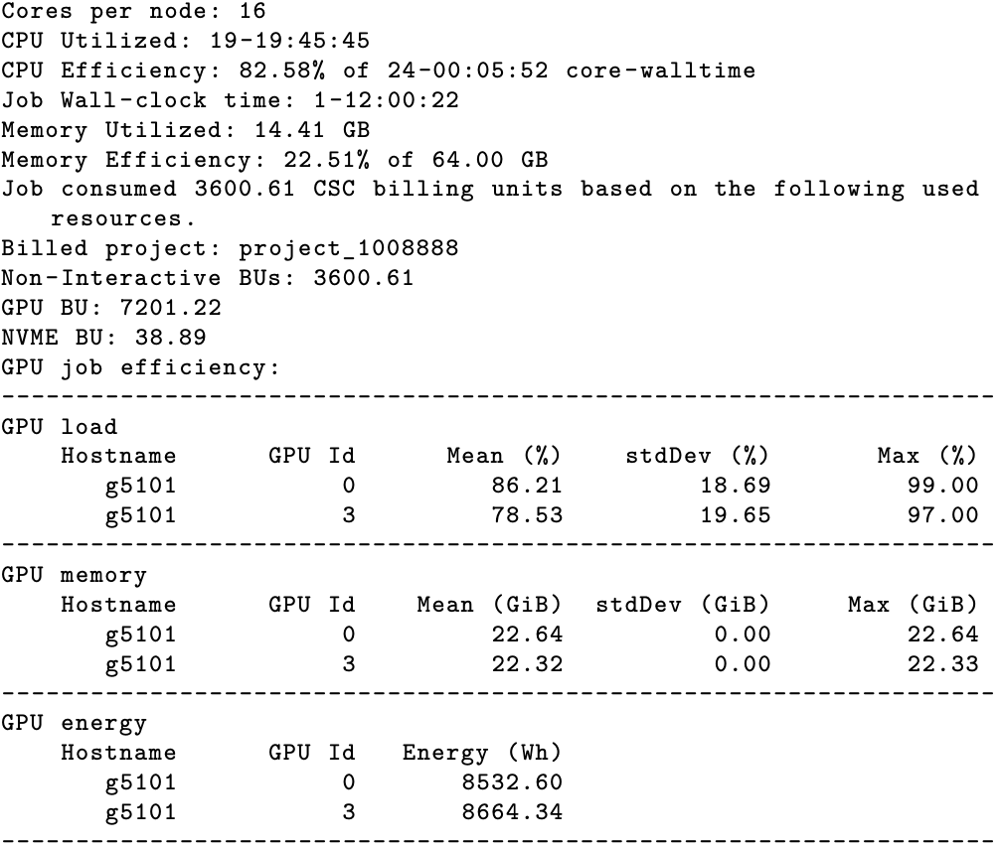 Cores per node: 16
CPU Utilized: 19-19:45:45
CPU Efficiency: 82.58% of 24-00:05:52 core-walltime
Job Wall-clock time: 1-12:00:22
Memory Utilized: 14.41 GB
Memory Efficiency: 22.51% of 64.00 GB
Job consumed 3600.61 CSC billing units based on the following used
resources.
Billed project: project_1008888
Non-Interactive BUs: 3600.61
GPU BU: 7201.22
NVME BU: 38.89
GPU job efficiency:
--------------------------------------------------------------------
GPU load
Hostname GPU Id Mean (%) stdDev (%) Max (%)
g5101 0 86.21 18.69 99.00
g5101 3 78.53 19.65 97.00
--------------------------------------------------------------------
GPU memory
Hostname GPU Id Mean (GiB) stdDev (GiB) Max (GiB)
g5101 0 22.64 0.00 22.64
g5101 3 22.32 0.00 22.33
--------------------------------------------------------------------
GPU energy
Hostname GPU Id Energy (Wh)
g5101 0 8532.60
g5101 3 8664.34
--------------------------------------------------------------------